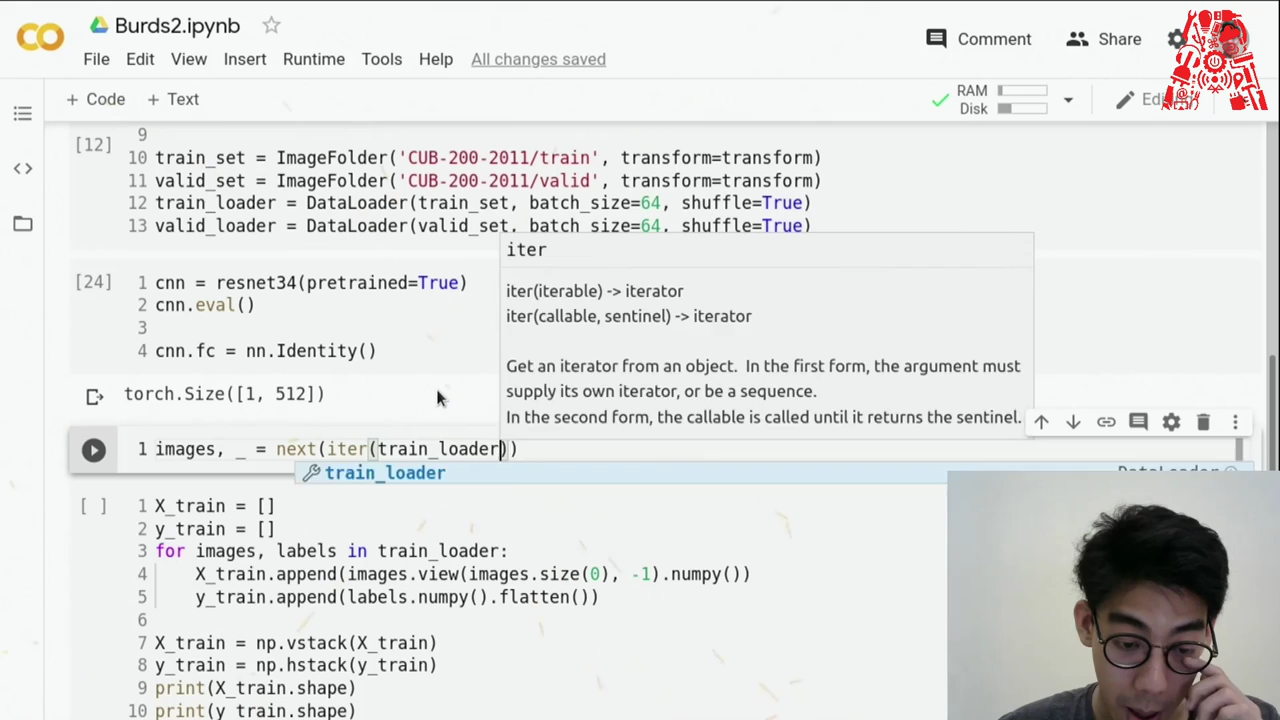 Burds2.ipynb
Comment
Share
File Edit View Insert Runtime Tools Help All changes saved
+ Code + Text
RAM
Disk
[12]
9
10 train_set = ImageFolder('CUB-200-2011/train', transform=transform)
11 valid_set = ImageFolder('CUB-200-2011/valid', transform=transform)
12 train_loader = DataLoader(train_set, batch_size=64, shuffle=True)
13 valid_loader = DataLoader(valid_set, batch_size=64, shuffle=True)
iter
iter(iterable) -> iterator
iter(callable, sentinel) -> iterator
Get an iterator from an object. In the first form, the argument must
supply its own iterator, or be a sequence.
In the second form, the callable is called until it returns the sentinel.
[24]
1 cnn = resnet34(pretrained=True)
2 cnn.eval()
3
4 cnn.fc = nn.Identity()
torch.Size([1, 512])
1 images, _ = next(iter(train_loader))
train_loader
[ ]
1 X_train = []
2 y_train = []
3 for images, labels in train_loader:
4 X_train.append(images.view(images.size(0), -1).numpy())
5 y_train.append(labels.numpy().flatten())
6
7 X_train = np.vstack(X_train)
8 y_train = np.hstack(y_train)
9 print(X_train.shape)
10 print(y_train.shape)